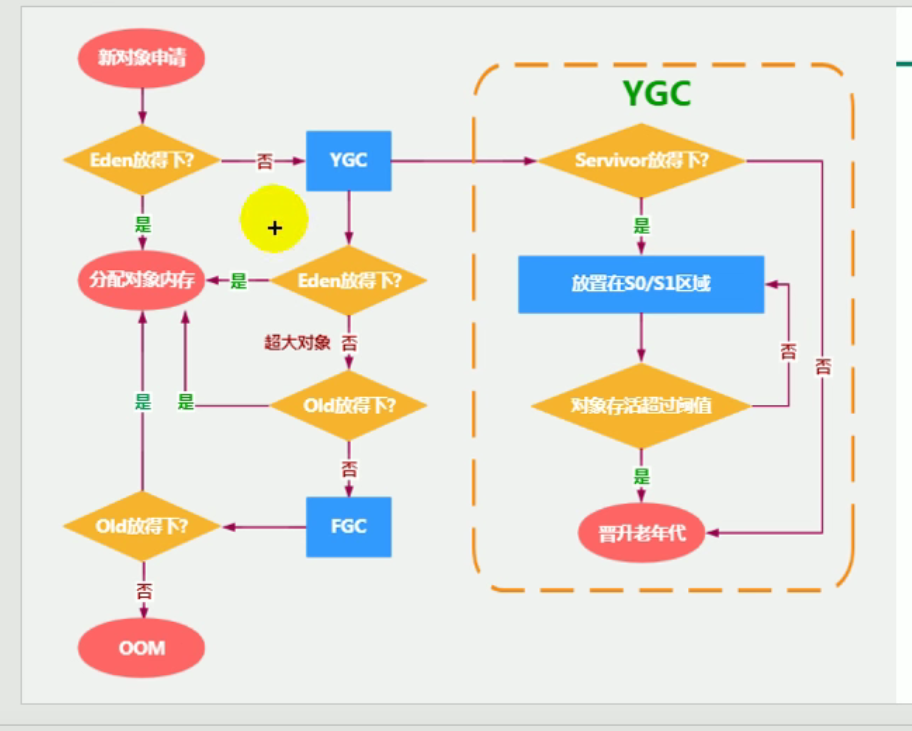 新对象申请
YGC
Eden放得下?
否
YGC
Servivor放得下?
是
是
分配对象内存
是
Eden放得下?
放置在S0/S1区域
超大对象
否
否
否
是
是
Old放得下?
对象存活超过阈值
否
是
Old放得下?
FGC
晋升老年代
否
OOM